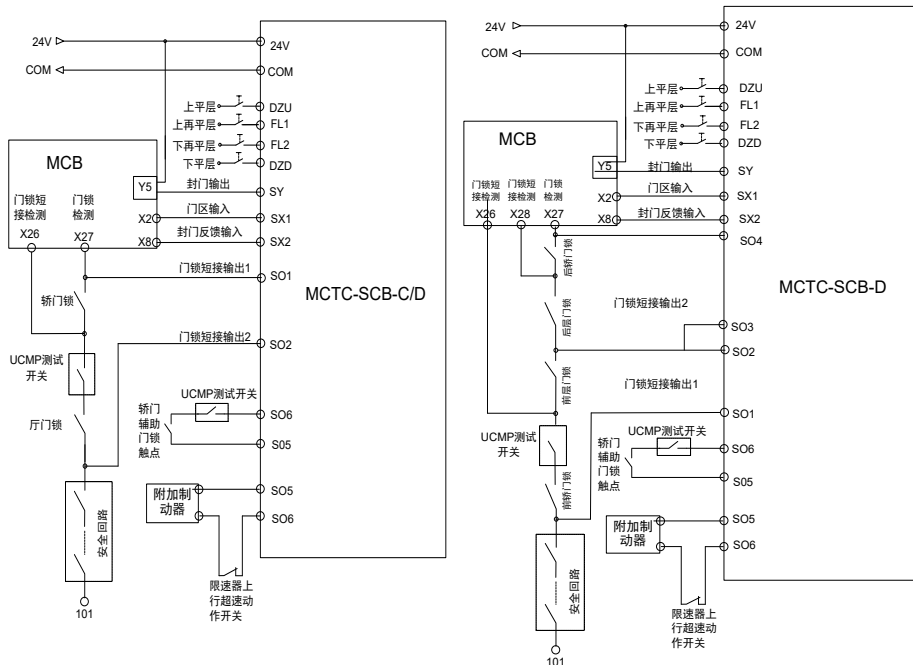 24V
COM
24V
COM
上平层
DZU
上再平层
FL1
下再平层
FL2
下平层
DZD
MCB
Y5
封门输出
SY
门锁短
接检测
门锁
检测
X26
X27
X2
门区输入
SX1
X8
封门反馈输入
SX2
门锁短接输出1
SO1
轿门锁
门锁短接输出2
SO2
MCTC-SCB-C/D
UCMP测试
开关
厅门锁
UCMP测试开关
轿门
辅助
门锁
触点
SO6
S05
附加制
动器
SO5
SO6
安全回路
限速器上
行超速动
作开关
101
24V
COM
24V
COM
上平层
DZU
上再平层
FL1
下再平层
FL2
下平层
DZD
MCB
Y5
封门输出
SY
门锁短
接检测
门锁短
接检测
门锁
检测
X26
X28
X27
X2
门区输入
SX1
X8
封门反馈输入
SX2
SO4
后轿门锁
后层门锁
门锁短接输出2
SO3
SO2
前层门锁
门锁短接输出1
SO1
MCTC-SCB-D
UCMP测试
开关
前轿门锁
UCMP测试开关
轿门
辅助
门锁
触点
SO6
S05
附加制
动器
SO5
SO6
安全回路
限速器上
行超速动
作开关
101